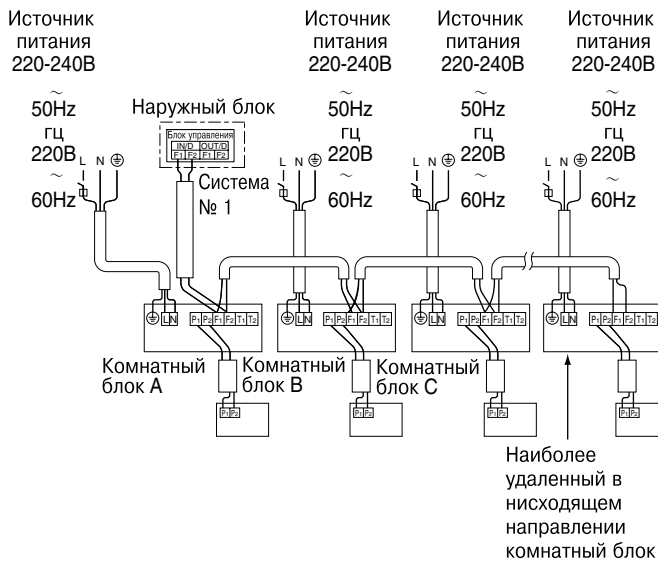 Источник
питания
220-240В
~
50Hz
гц
220В
~
60Hz
L N
Источник
питания
220-240В
~
50Hz
гц
220В
~
60Hz
L N
Источник
питания
220-240В
~
50Hz
гц
220В
~
60Hz
L N
Источник
питания
220-240В
~
50Hz
гц
220В
~
60Hz
L N
Наружный блок
Блок управления
IN/D OUT/D
F1 F2 F1 F2
Система
№ 1
L N P1 P2 F1 F2 T1 T2
L N P1 P2 F1 F2 T1 T2
L N P1 P2 F1 F2 T1 T2
L N P1 P2 F1 F2 T1 T2
Комнатный
блок A
Комнатный
блок B
Комнатный
блок C
P1 P2
P1 P2
P1 P2
P1 P2
Наиболее
удаленный в
нисходящем
направлении
комнатный блок